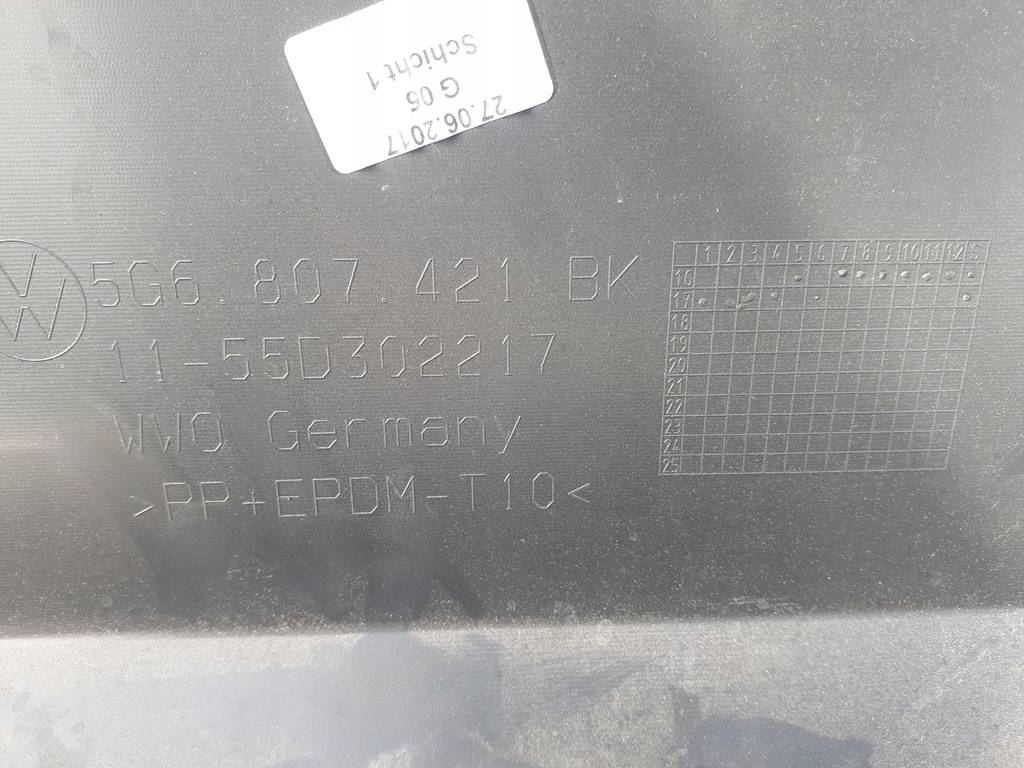 27.06.2017
G 05
Schicht 1
5G6.807.421 BK
11-55D302217
WWO Germany
>PP+EPDM-T10<
1 2 3 4 5 6 7 8 9 10 11 12 S
16
17
18
19
20
21
22
23
24
25